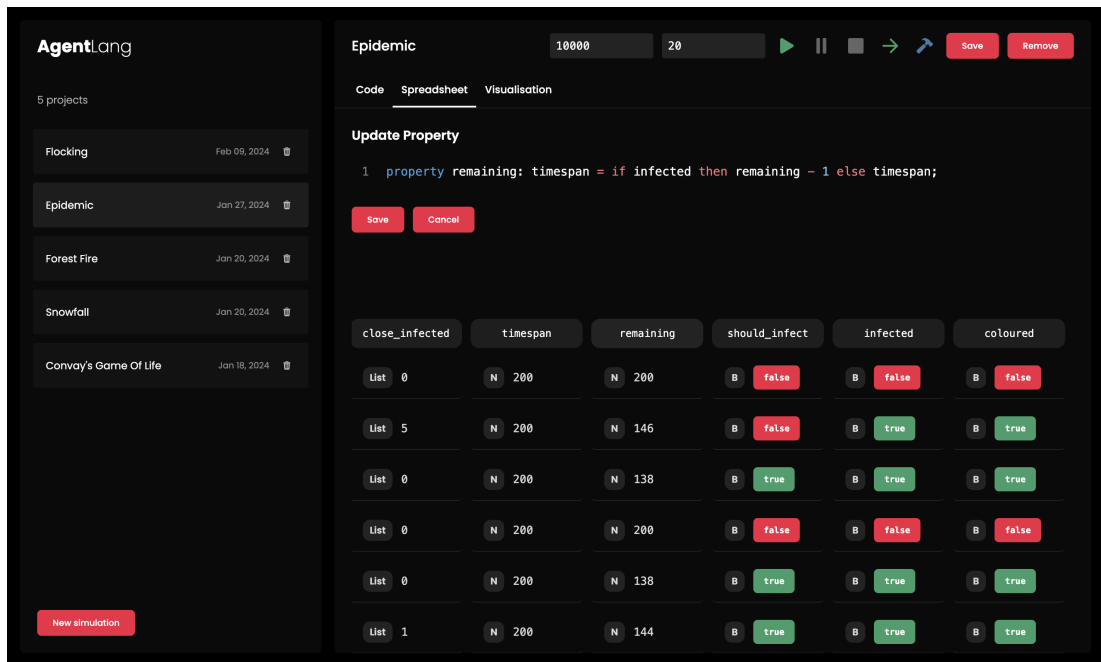 AgentLang
5 projects
Flocking Feb 09, 2024
Epidemic Jan 27, 2024
Forest Fire Jan 20, 2024
Snowfall Jan 20, 2024
Convay's Game Of Life Jan 18, 2024
New simulation
Epidemic 10000 20 Save Remove
Code Spreadsheet Visualisation
Update Property
1 property remaining: timespan = if infected then remaining - 1 else timespan;
Save Cancel
close_infected timespan remaining should_infect infected coloured
List 0 N 200 N 200 B false B false B false
List 5 N 200 N 146 B false B true B true
List 0 N 200 N 138 B true B true B true
List 0 N 200 N 200 B false B false B false
List 0 N 200 N 138 B true B true B true
List 1 N 200 N 144 B true B true B true